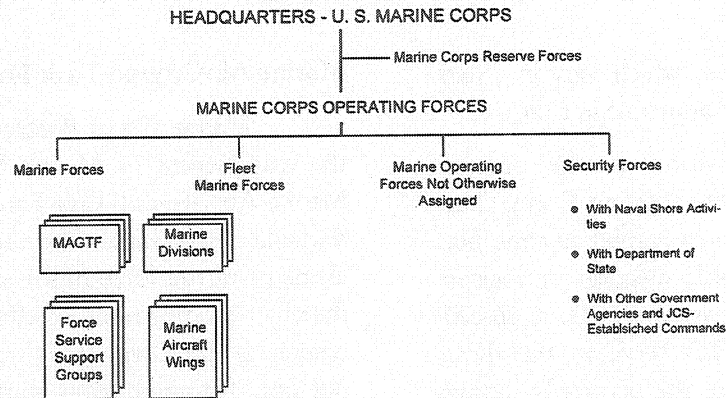 HEADQUARTERS - U. S. MARINE CORPS
Marine Corps Reserve Forces
MARINE CORPS OPERATING FORCES
Marine Forces
Fleet
Marine Forces
Marine Operating
Forces Not Otherwise
Assigned
Security Forces
MAGTF
Marine
Divisions
Force
Service
Support
Groups
Marine
Aircraft
Wings
• With Naval Shore Activi-
ties
• With Department of
State
• With Other Government
Agencies and JCS-
Establsiched Commands